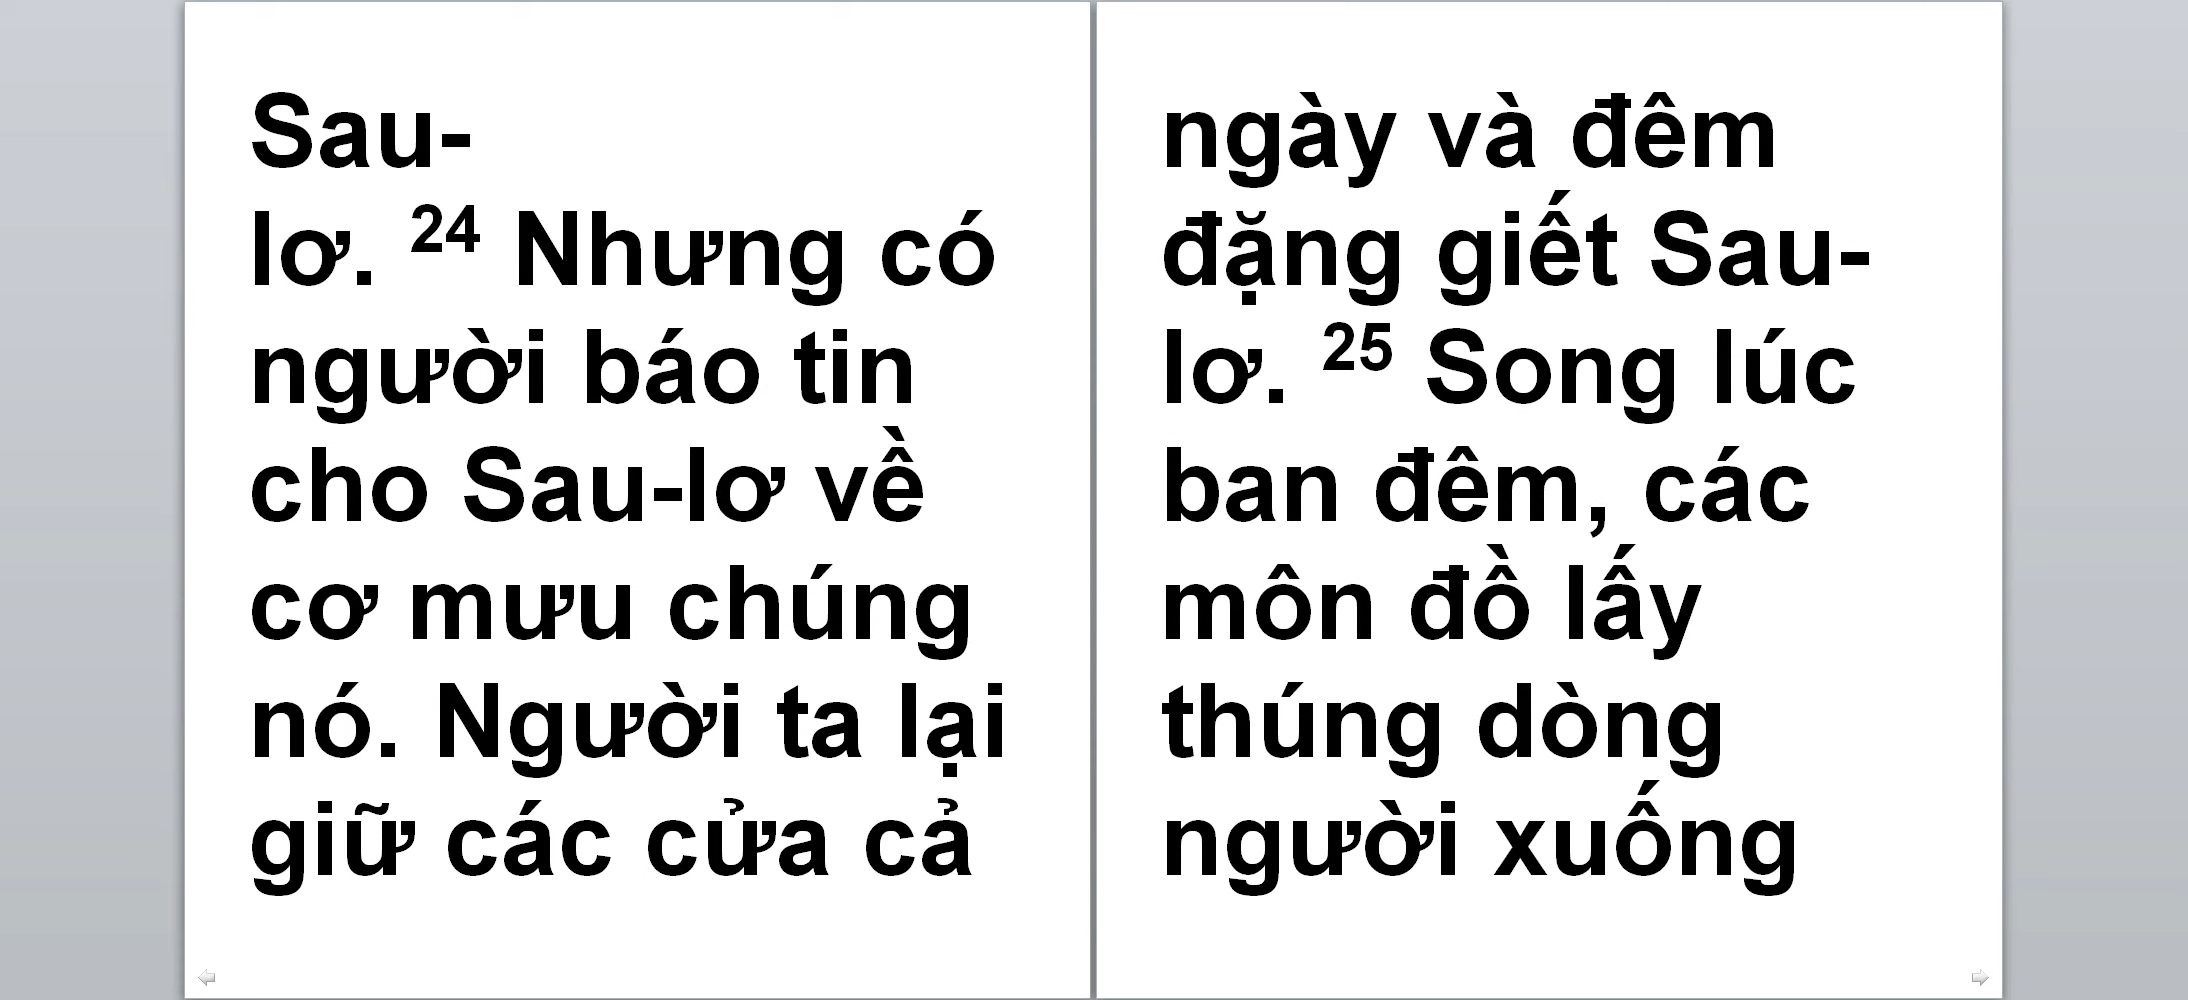 Sau-
lơ. 24 Nhưng có
người báo tin
cho Sau-lơ về
cơ mưu chúng
nó. Người ta lại
giữ các cửa cả
ngày và đêm
đặng giết Sau-
lơ. 25 Song lúc
ban đêm, các
môn đồ lấy
thúng dòng
người xuống